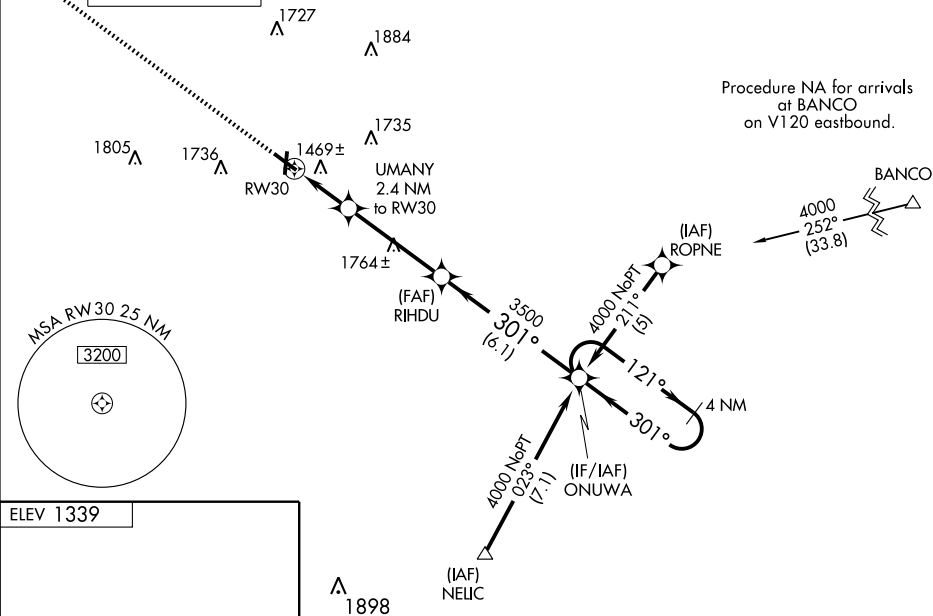 1727
1884
Procedure NA for arrivals
at BANCO
on V120 eastbound.
1805
1736
1469±
1735
RW30
UMANY
2.4 NM
to RW30
BANCO
4000
252°
(33.8)
(IAF)
ROPNE
1764±
(FAF)
RIHDU
3500
301°
(6.1)
4000 NoPT
211°
(5)
MSA RW30 25 NM
3200
121°
301°
4 NM
4000 NoPT
023°
(7.1)
(IF/IAF)
ONUWA
ELEV 1339
(IAF)
NELIC
1898